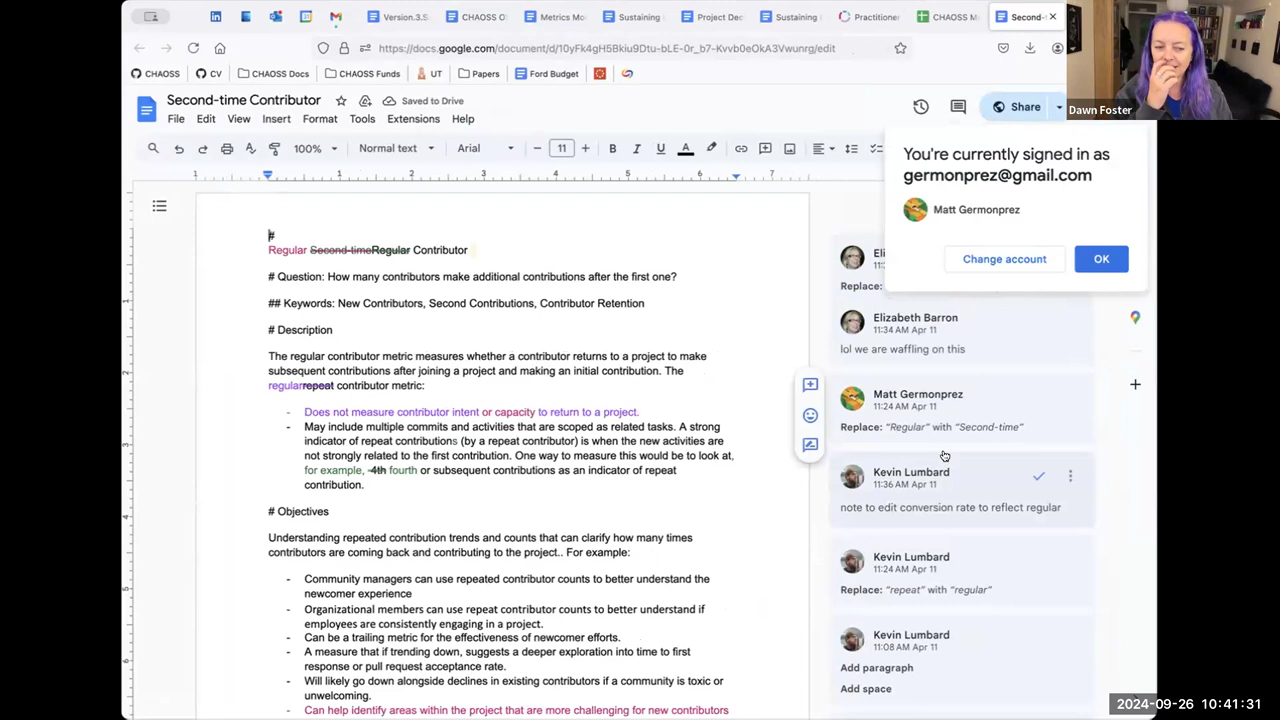 Version.3.S
CHAOSS O
Metrics Mo
Sustaining
Project Dec
Sustaining
Practitioner
CHAOSS M
Second-
https://docs.google.com/document/d/10yFk4gH5Bkiu9Dtu-bLE-0r_b7-Kvvb0eOkA3Vwunrg/edit
CHAOSS
CV
CHAOSS Docs
CHAOSS Funds
UT
Papers
Ford Budget
Dawn Foster
Second-time Contributor
Saved to Drive
Share
File Edit View Insert Format Tools Extensions Help
100%
Normal text
Arial
11
B I U A
1 1 2 3 4 5 6 7
You're currently signed in as
germonprez@gmail.com
Matt Germonprez
Change account
OK
#
Regular Second-timeRegular Contributor
# Question: How many contributors make additional contributions after the first one?
## Keywords: New Contributors, Second Contributions, Contributor Retention
# Description
The regular contributor metric measures whether a contributor returns to a project to make
subsequent contributions after joining a project and making an initial contribution. The
regularrepeat contributor metric:
- Does not measure contributor intent or capacity to return to a project.
- May include multiple commits and activities that are scoped as related tasks. A strong
indicator of repeat contributions (by a repeat contributor) is when the new activities are
not strongly related to the first contribution. One way to measure this would be to look at,
for example, 4th fourth or subsequent contributions as an indicator of repeat
contribution.
# Objectives
Understanding repeated contribution trends and counts that can clarify how many times
contributors are coming back and contributing to the project.. For example:
- Community managers can use repeated contributor counts to better understand the
newcomer experience
- Organizational members can use repeat contributor counts to better understand if
employees are consistently engaging in a project.
- Can be a trailing metric for the effectiveness of newcomer efforts.
- A measure that if trending down, suggests a deeper exploration into time to first
response or pull request acceptance rate.
- Will likely go down alongside declines in existing contributors if a community is toxic or
unwelcoming.
- Can help identify areas within the project that are more challenging for new contributors
Eli
11:
Replace:
Elizabeth Barron
11:34 AM Apr 11
lol we are waffling on this
Matt Germonprez
11:24 AM Apr 11
Replace: “Regular” with “Second-time”
Kevin Lumbard
11:36 AM Apr 11
note to edit conversion rate to reflect regular
Kevin Lumbard
11:24 AM Apr 11
Replace: “repeat” with “regular”
Kevin Lumbard
11:08 AM Apr 11
Add paragraph
Add space
2024-09-26 10:41:31